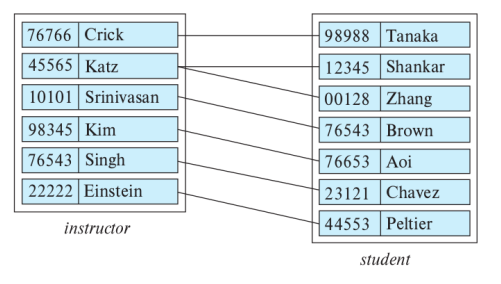 76766 Crick
45565 Katz
10101 Srinivasan
98345 Kim
76543 Singh
22222 Einstein
instructor
98988 Tanaka
12345 Shankar
00128 Zhang
76543 Brown
76653 Aoi
23121 Chavez
44553 Peltier
student